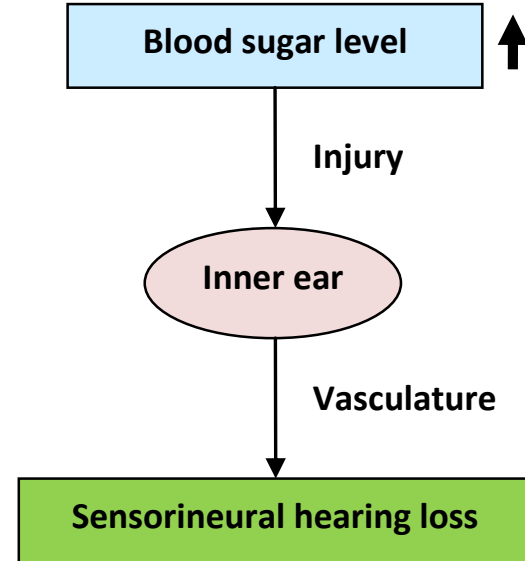 Blood sugar level
Injury
Inner ear
Vasculature
Sensorineural hearing loss